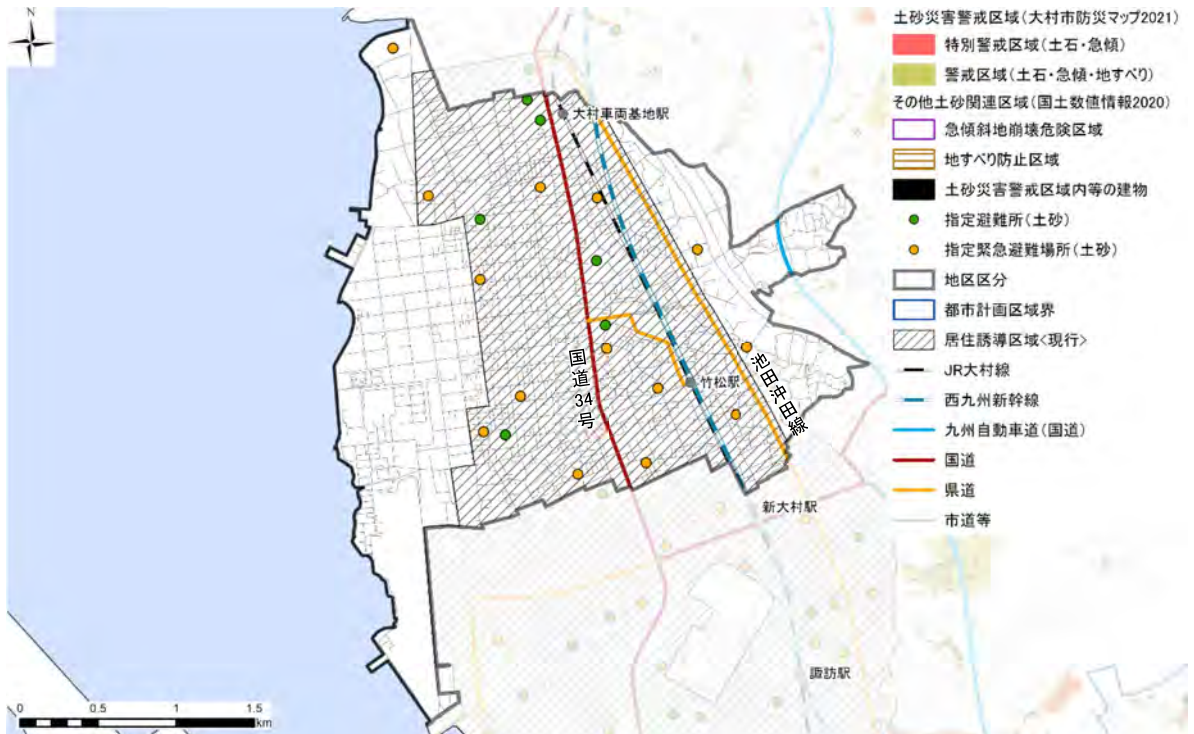 N
土砂災害警戒区域(大村市防災マップ2021)
特別警戒区域(土石・急傾)
警戒区域(土石・急傾・地すべり)
その他土砂関連区域(国土数値情報2020)
急傾斜地崩壊危険区域
地すべり防止区域
土砂災害警戒区域内等の建物
指定避難所(土砂)
指定緊急避難場所(土砂)
地区区分
都市計画区域界
居住誘導区域<現行>
JR大村線
西九州新幹線
九州自動車道(国道)
国道
県道
市道等
大村車両基地駅
国道34号
竹松駅
池田沖田線
新大村駅
諏訪駅
0 0.5 1 1.5
km